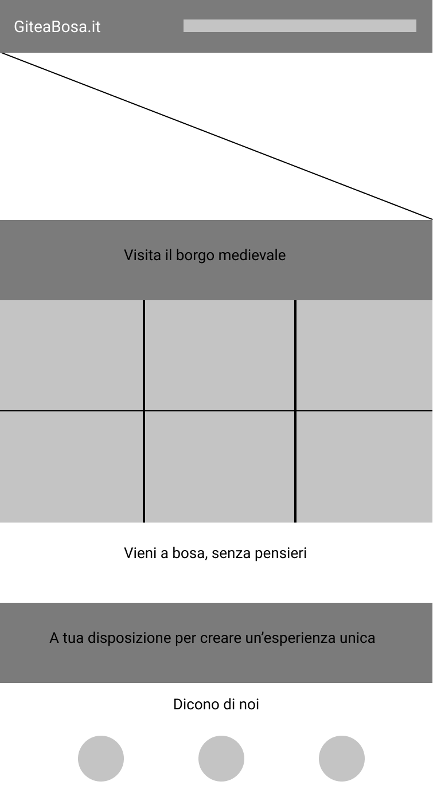 GiteaBosa.it
Visita il borgo medievale
Vieni a bosa, senza pensieri
A tua disposizione per creare un'esperienza unica
Dicono di noi